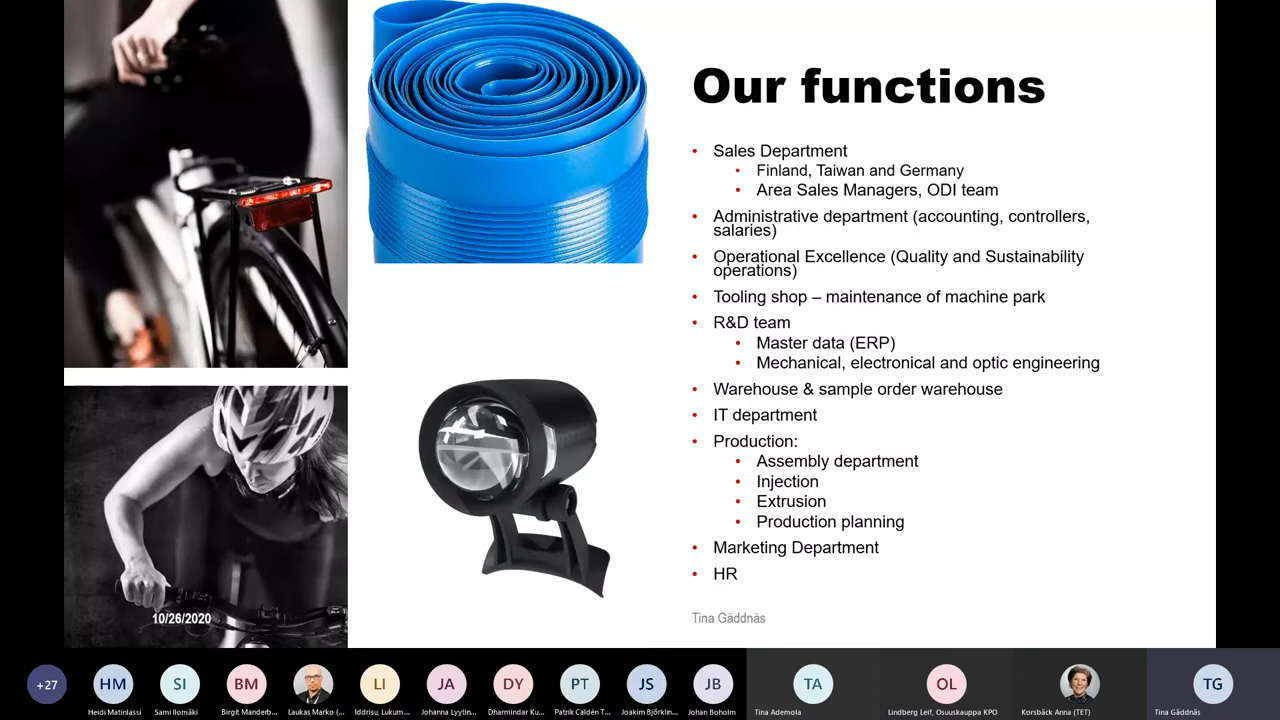 Our functions
• Sales Department
• Finland, Taiwan and Germany
• Area Sales Managers, ODI team
• Administrative department (accounting, controllers,
salaries)
• Operational Excellence (Quality and Sustainability
operations)
• Tooling shop – maintenance of machine park
• R&D team
• Master data (ERP)
• Mechanical, electronical and optic engineering
• Warehouse & sample order warehouse
• IT department
• Production:
• Assembly department
• Injection
• Extrusion
• Production planning
• Marketing Department
• HR
10/26/2020
Tina Gäddnäs
+27
HM
SI
BM
LI
JA
DY
PT
JS
JB
TA
OL
TG
Heidi Matinlassi
Sami Ilomäki
Birgit Manderb...
Laukas Marko (...
Iddrisu, Lukum...
Johanna Lyytin...
Dharmindar Ku...
Patrik Caldén T...
Joakim Björklin...
Johan Boholm
Tina Ademola
Lindberg Leif, Osuuskauppa KPO
Korsbäck Anna (TET)
Tina Gäddnäs